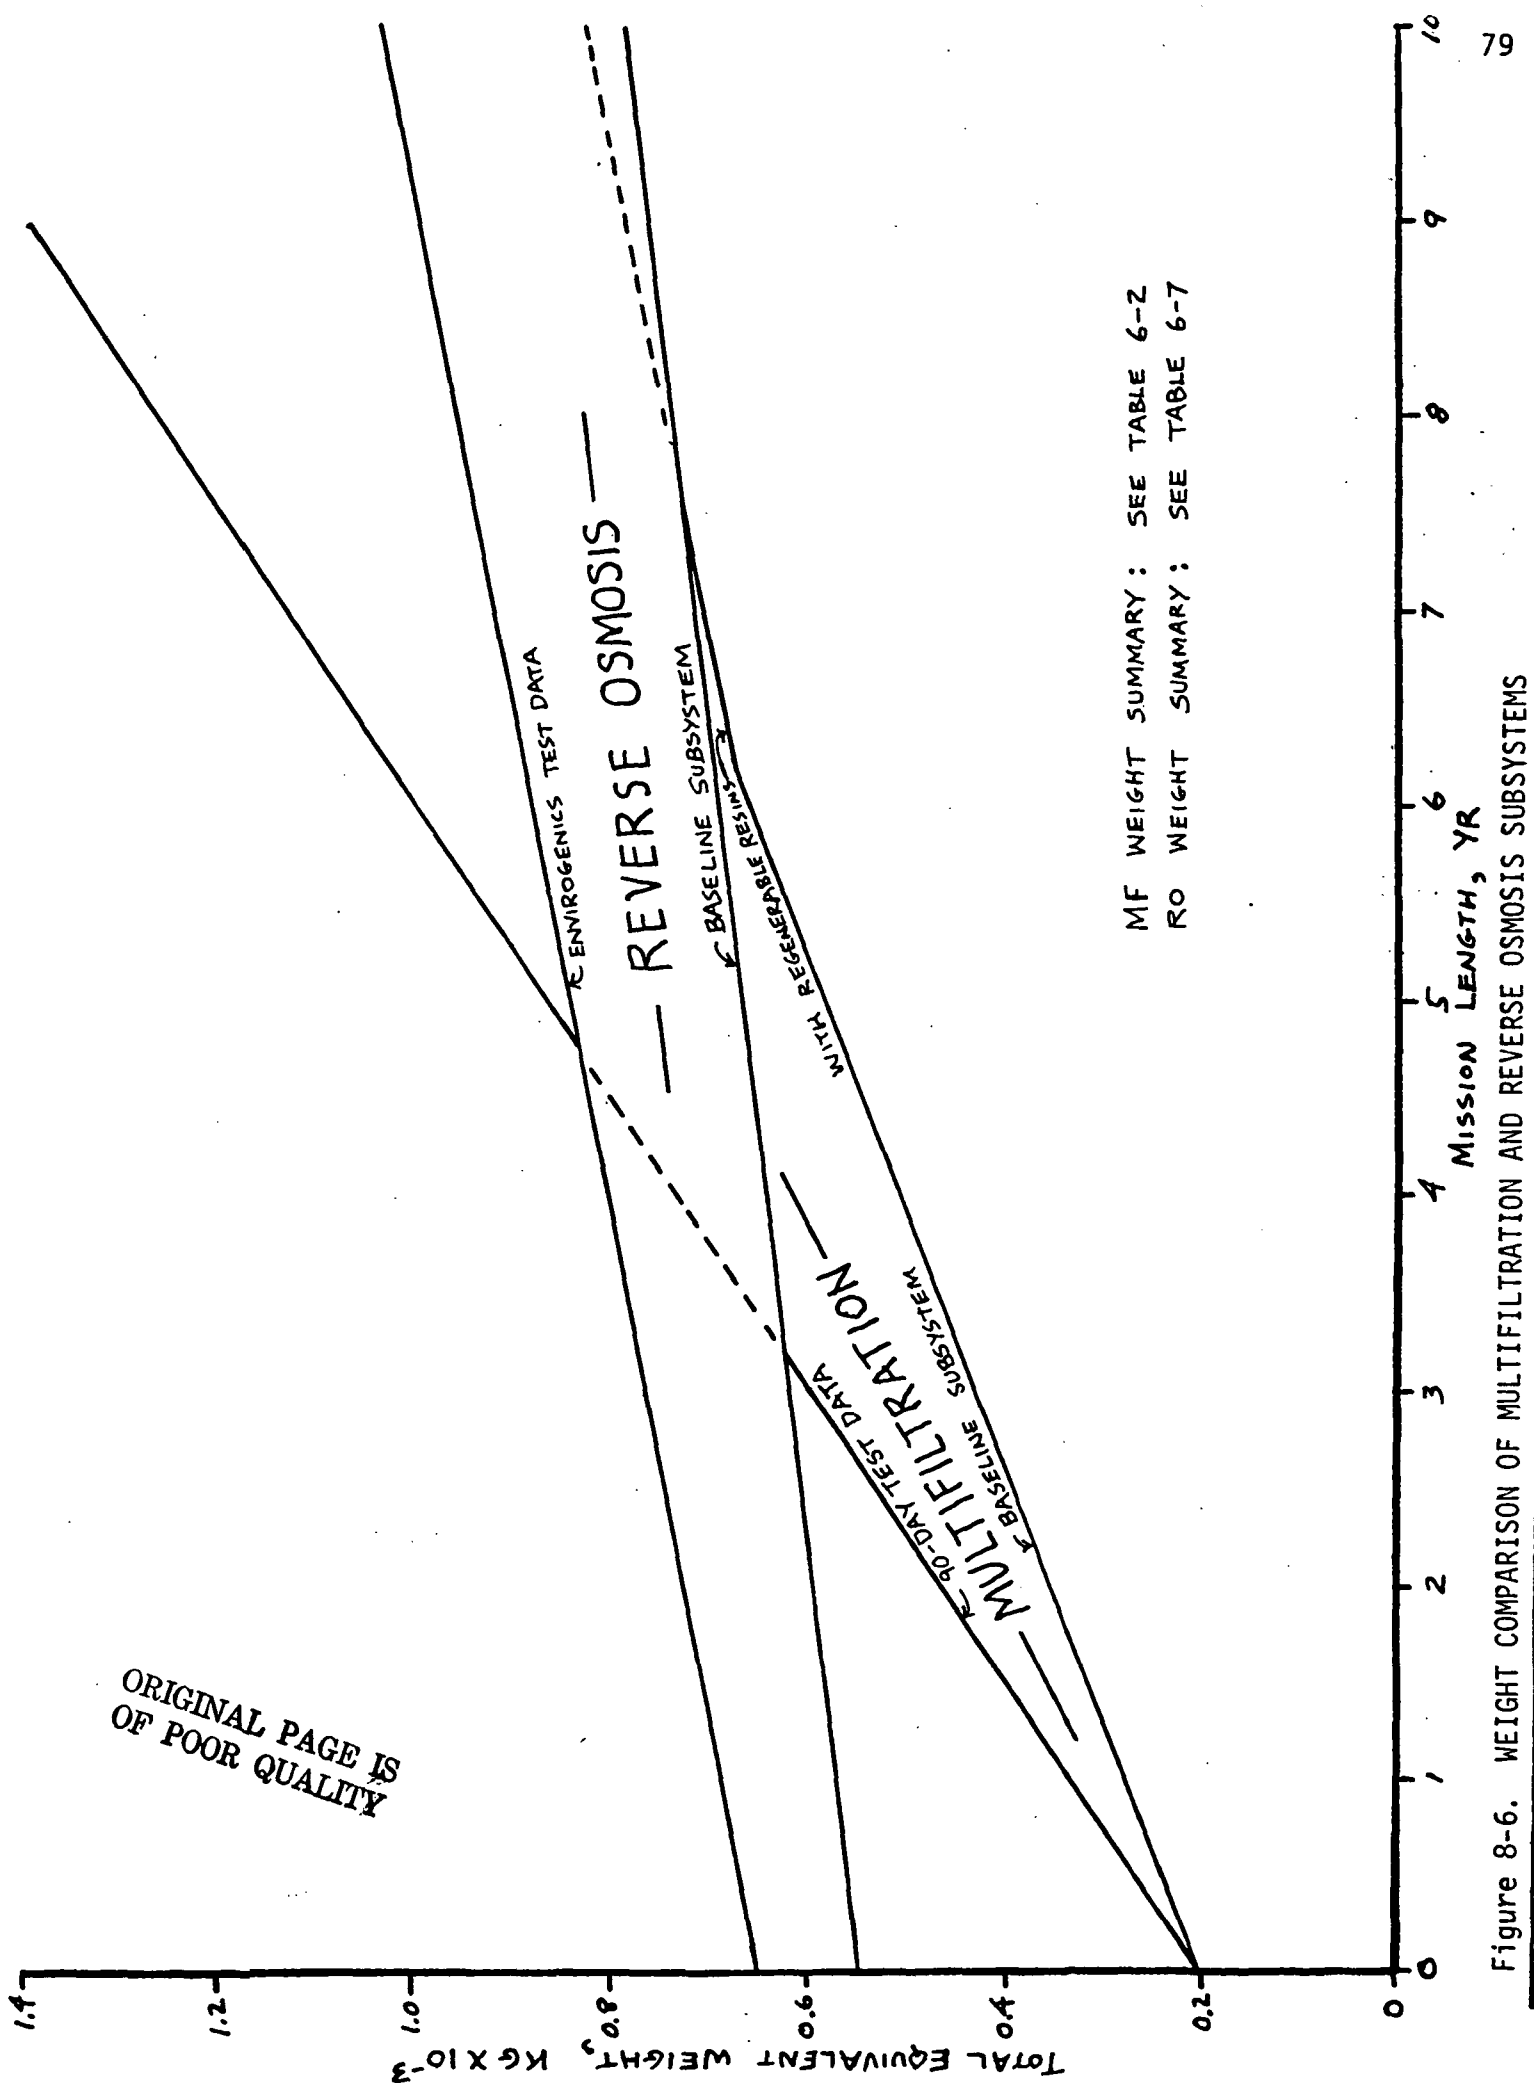 79
ORIGINAL PAGE IS
OF POOR QUALITY
TOTAL EQUIVALENT WEIGHT, KG X 10-3
1.4
1.2
1.0
0.8
0.6
0.4
0.2
0
ENVIROGENICS TEST DATA
REVERSE OSMOSIS
BASELINE SUBSYSTEM
WITH REGENERABLE RESINS
90-DAY TEST DATA
MULTIFILTRATION
BASELINE SUBSYSTEM
MF WEIGHT SUMMARY: SEE TABLE 6-2
RO WEIGHT SUMMARY: SEE TABLE 6-7
0 1 2 3 4 5 6 7 8 9 10
MISSION LENGTH, YR
Figure 8-6. WEIGHT COMPARISON OF MULTIFILTRATION AND REVERSE OSMOSIS SUBSYSTEMS